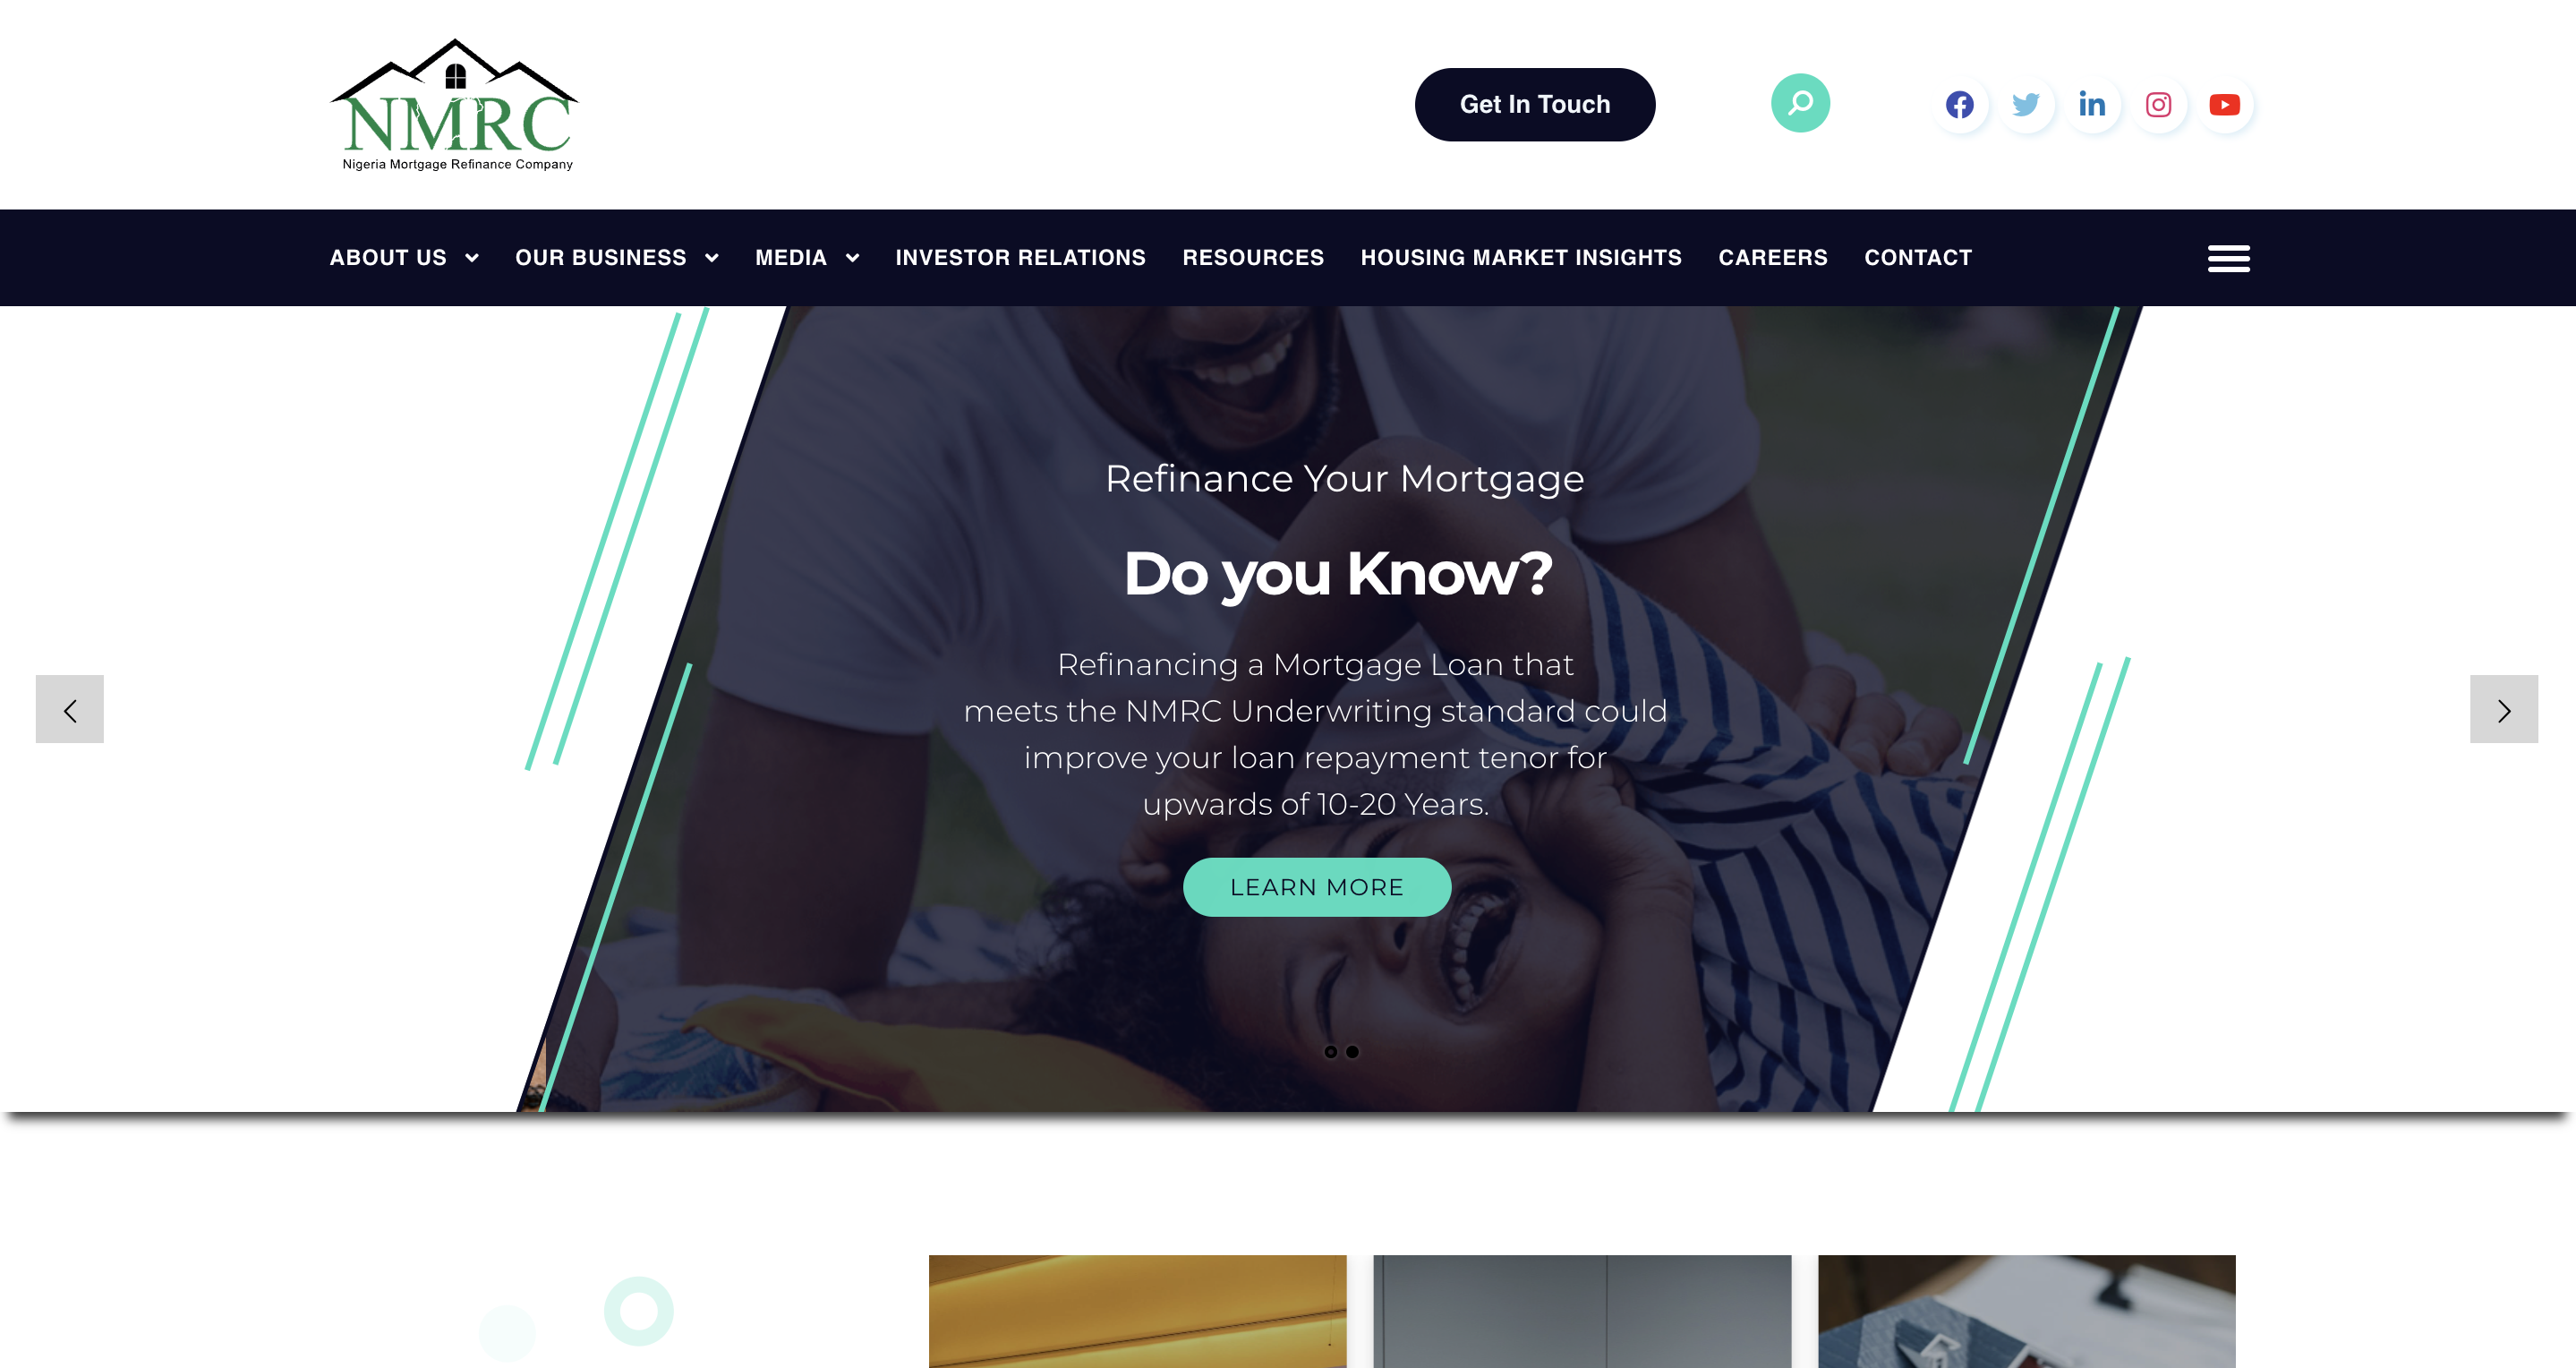 NMRC
Nigeria Mortgage Refinance Company
Get In Touch
ABOUT US
OUR BUSINESS
MEDIA
INVESTOR RELATIONS
RESOURCES
HOUSING MARKET INSIGHTS
CAREERS
CONTACT
Refinance Your Mortgage
Do you Know?
Refinancing a Mortgage Loan that
meets the NMRC Underwriting standard could
improve your loan repayment tenor for
upwards of 10-20 Years.
LEARN MORE